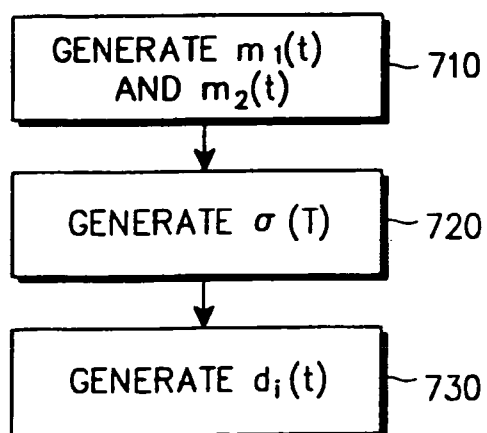 GENERATE m₁(t)
AND m₂(t)
710
GENERATE σ (T)
720
GENERATE dᵢ(t)
730